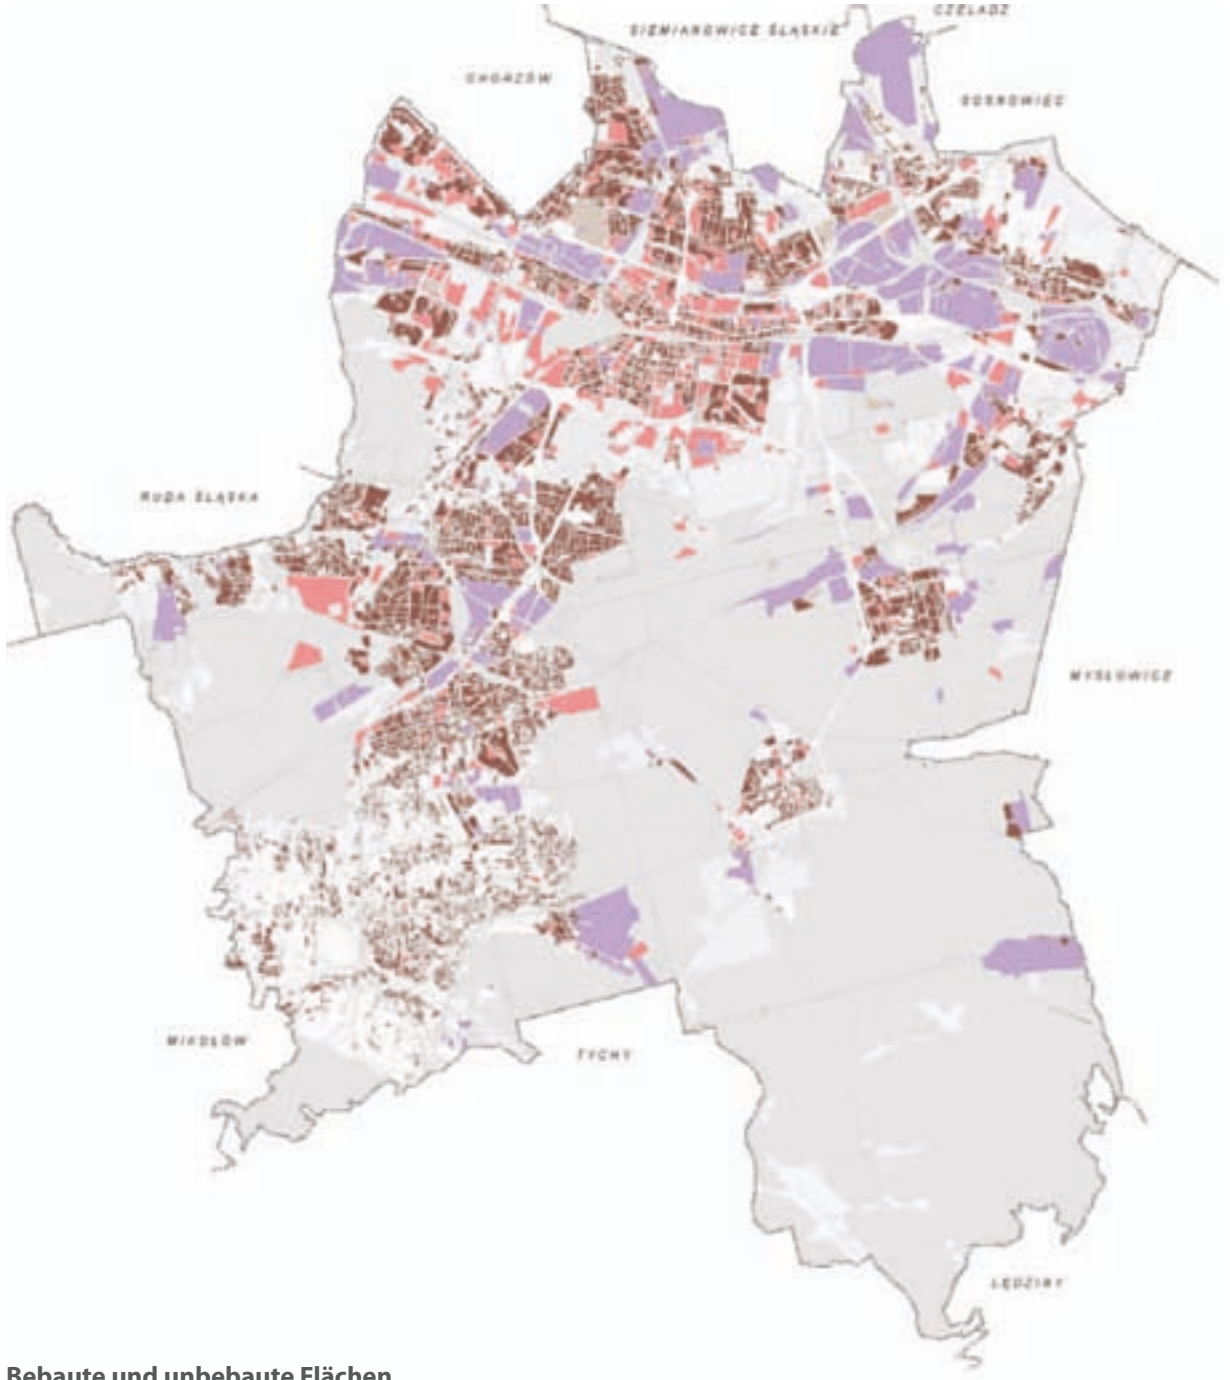 CZELADŹ
SIEMIANOWICE ŚLĄSKIE
CHORZÓW
SOSNOWIEC
RUDA ŚLĄSKA
MYSŁOWICE
MIKOŁÓW
TYCHY
LĘDZINY
Bebaute und unbebaute Flächen